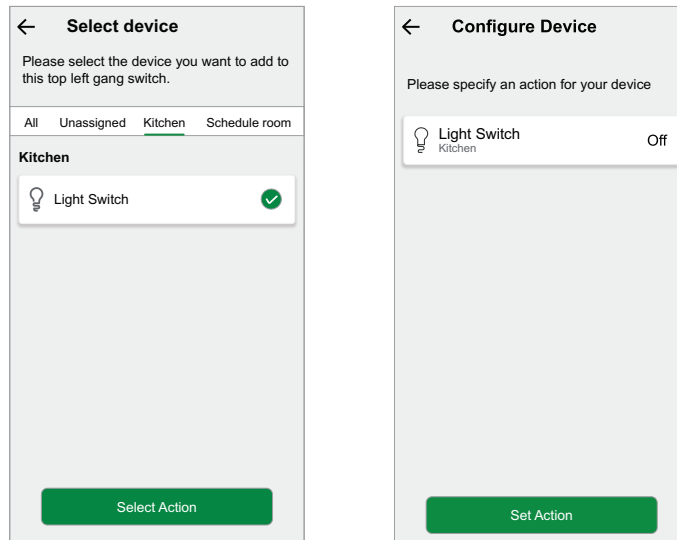 Select device
Please select the device you want to add to
this top left gang switch.
All Unassigned Kitchen Schedule room
Kitchen
Light Switch
Select Action
Configure Device
Please specify an action for your device
Light Switch
Kitchen
Off
Set Action